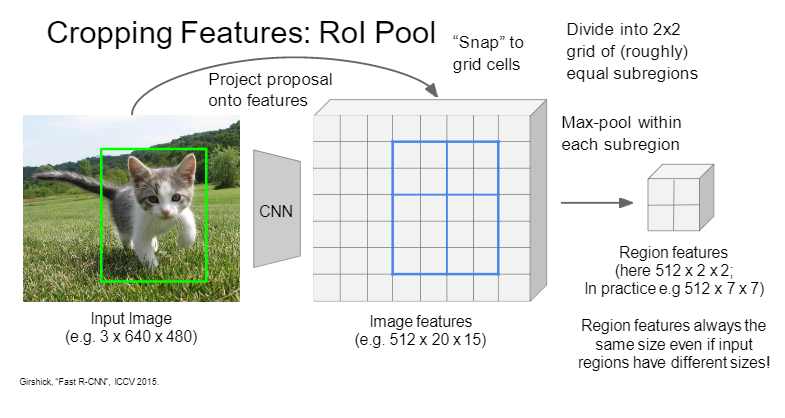 Cropping Features: RoI Pool
"Snap" to
grid cells
Divide into 2x2
grid of (roughly)
equal subregions
Project proposal
onto features
Max-pool within
each subregion
CNN
Input Image
(e.g. 3 x 640 x 480)
Image features
(e.g. 512 x 20 x 15)
Region features
(here 512 x 2 x 2;
In practice e.g 512 x 7 x 7)
Region features always the
same size even if input
regions have different sizes!
Girshick, "Fast R-CNN", ICCV 2015.